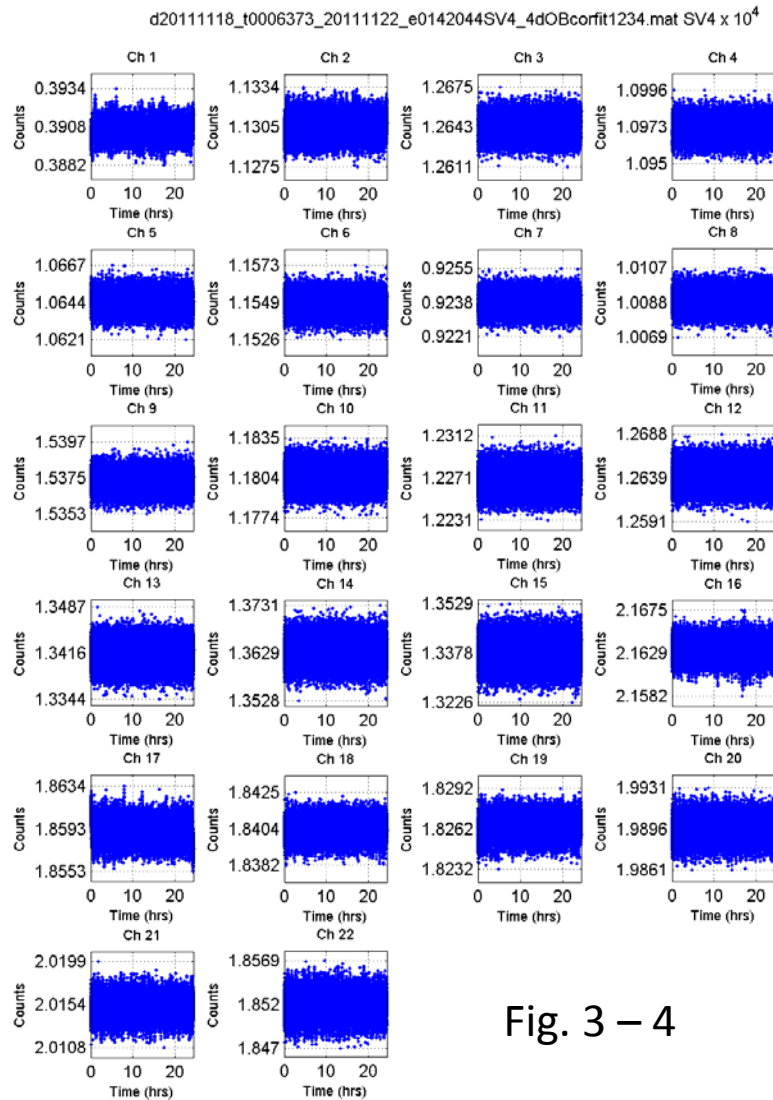 d20111118_t0006373_20111122_e0142044SV4_4dOBcorfit1234.mat SV4 x 10^4
Ch 1
Ch 2
Ch 3
Ch 4
Counts
0.3934
0.3908
0.3882
Counts
1.1334
1.1305
1.1275
Counts
1.2675
1.2643
1.2611
Counts
1.0996
1.0973
1.095
0 10 20
0 10 20
0 10 20
0 10 20
Time (hrs)
Time (hrs)
Time (hrs)
Time (hrs)
Ch 5
Ch 6
Ch 7
Ch 8
Counts
1.0667
1.0644
1.0621
Counts
1.1573
1.1549
1.1526
Counts
0.9255
0.9238
0.9221
Counts
1.0107
1.0088
1.0069
0 10 20
0 10 20
0 10 20
0 10 20
Time (hrs)
Time (hrs)
Time (hrs)
Time (hrs)
Ch 9
Ch 10
Ch 11
Ch 12
Counts
1.5397
1.5375
1.5353
Counts
1.1835
1.1804
1.1774
Counts
1.2312
1.2271
1.2231
Counts
1.2688
1.2639
1.2591
0 10 20
0 10 20
0 10 20
0 10 20
Time (hrs)
Time (hrs)
Time (hrs)
Time (hrs)
Ch 13
Ch 14
Ch 15
Ch 16
Counts
1.3487
1.3416
1.3344
Counts
1.3731
1.3629
1.3528
Counts
1.3529
1.3378
1.3226
Counts
2.1675
2.1629
2.1582
0 10 20
0 10 20
0 10 20
0 10 20
Time (hrs)
Time (hrs)
Time (hrs)
Time (hrs)
Ch 17
Ch 18
Ch 19
Ch 20
Counts
1.8634
1.8593
1.8553
Counts
1.8425
1.8404
1.8382
Counts
1.8292
1.8262
1.8232
Counts
1.9931
1.9896
1.9861
0 10 20
0 10 20
0 10 20
0 10 20
Time (hrs)
Time (hrs)
Time (hrs)
Time (hrs)
Ch 21
Ch 22
Counts
2.0199
2.0154
2.0108
Counts
1.8569
1.852
1.847
0 10 20
0 10 20
Time (hrs)
Time (hrs)
Fig. 3 – 4